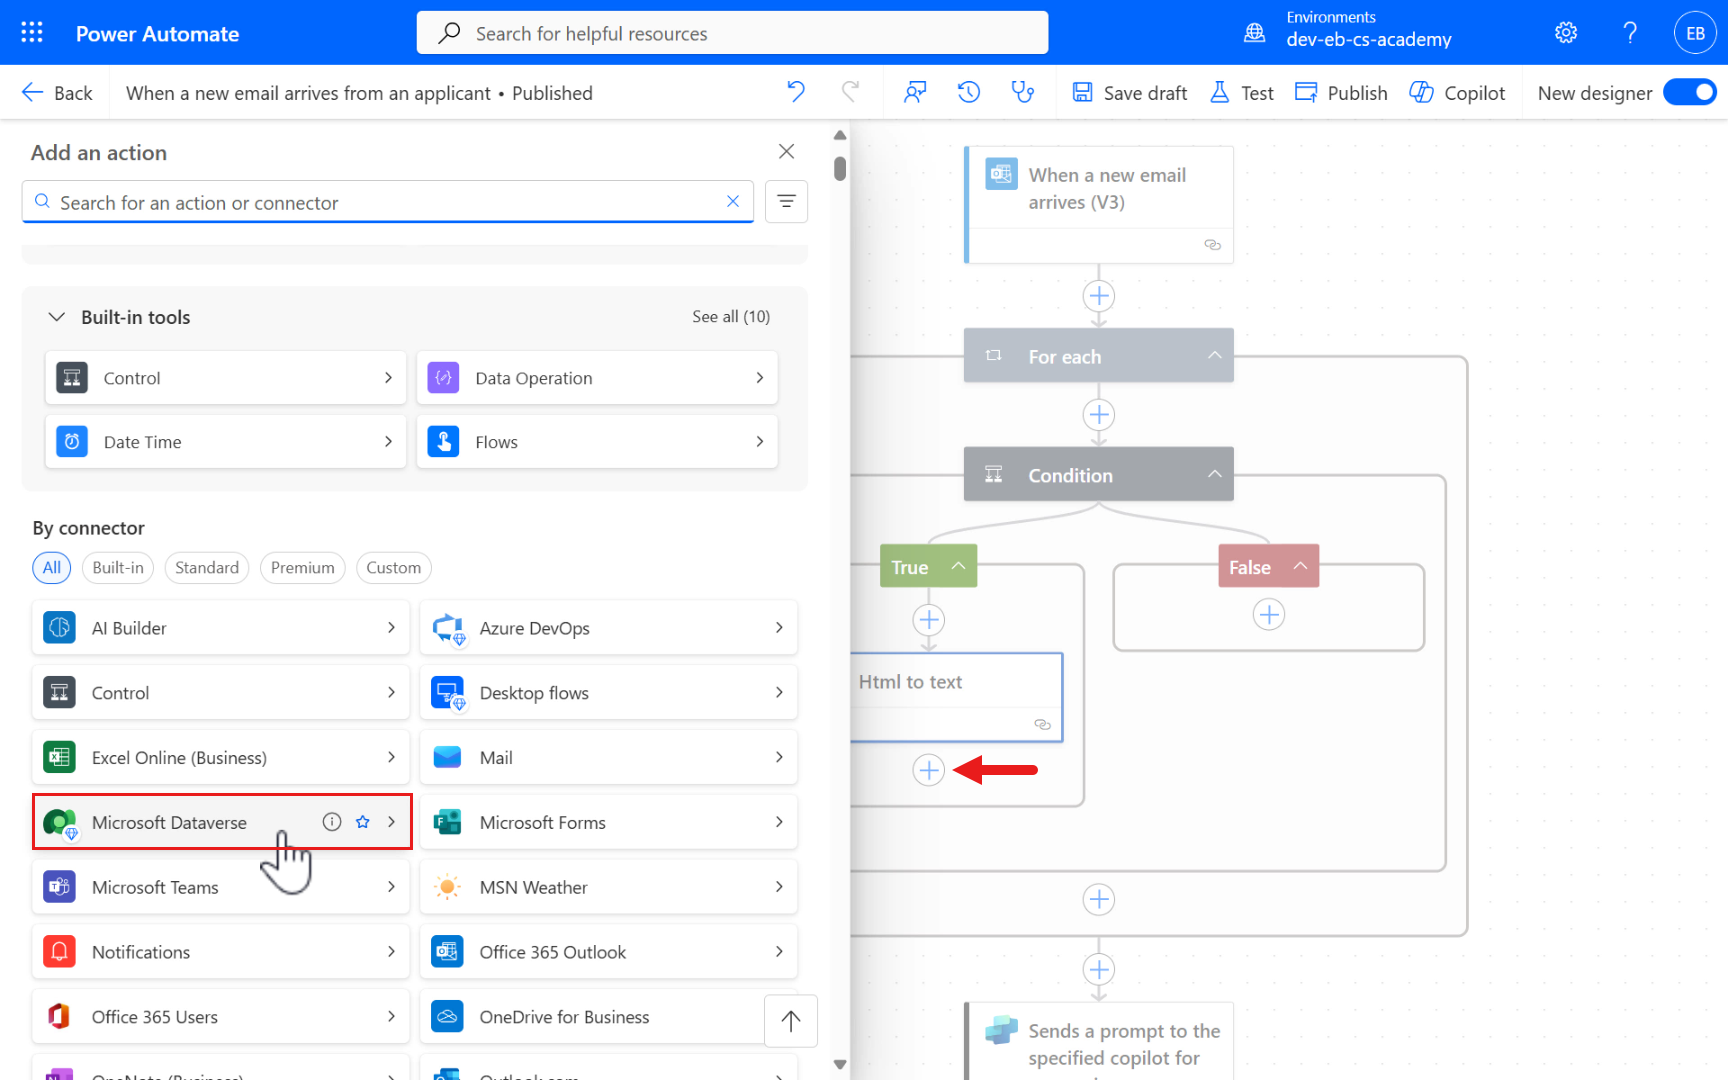 Power Automate
Search for helpful resources
Environments
dev-eb-cs-academy
EB
Back
When a new email arrives from an applicant • Published
Save draft
Test
Publish
Copilot
New designer
Add an action
Search for an action or connector
Built-in tools
See all (10)
Control
Data Operation
Date Time
Flows
By connector
All
Built-in
Standard
Premium
Custom
AI Builder
Azure DevOps
Control
Desktop flows
Excel Online (Business)
Mail
Microsoft Dataverse
Microsoft Forms
Microsoft Teams
MSN Weather
Notifications
Office 365 Outlook
Office 365 Users
OneDrive for Business
OneNote (Business)
Outlook.com
When a new email
arrives (V3)
For each
Condition
True
False
Html to text
Sends a prompt to the
specified copilot for